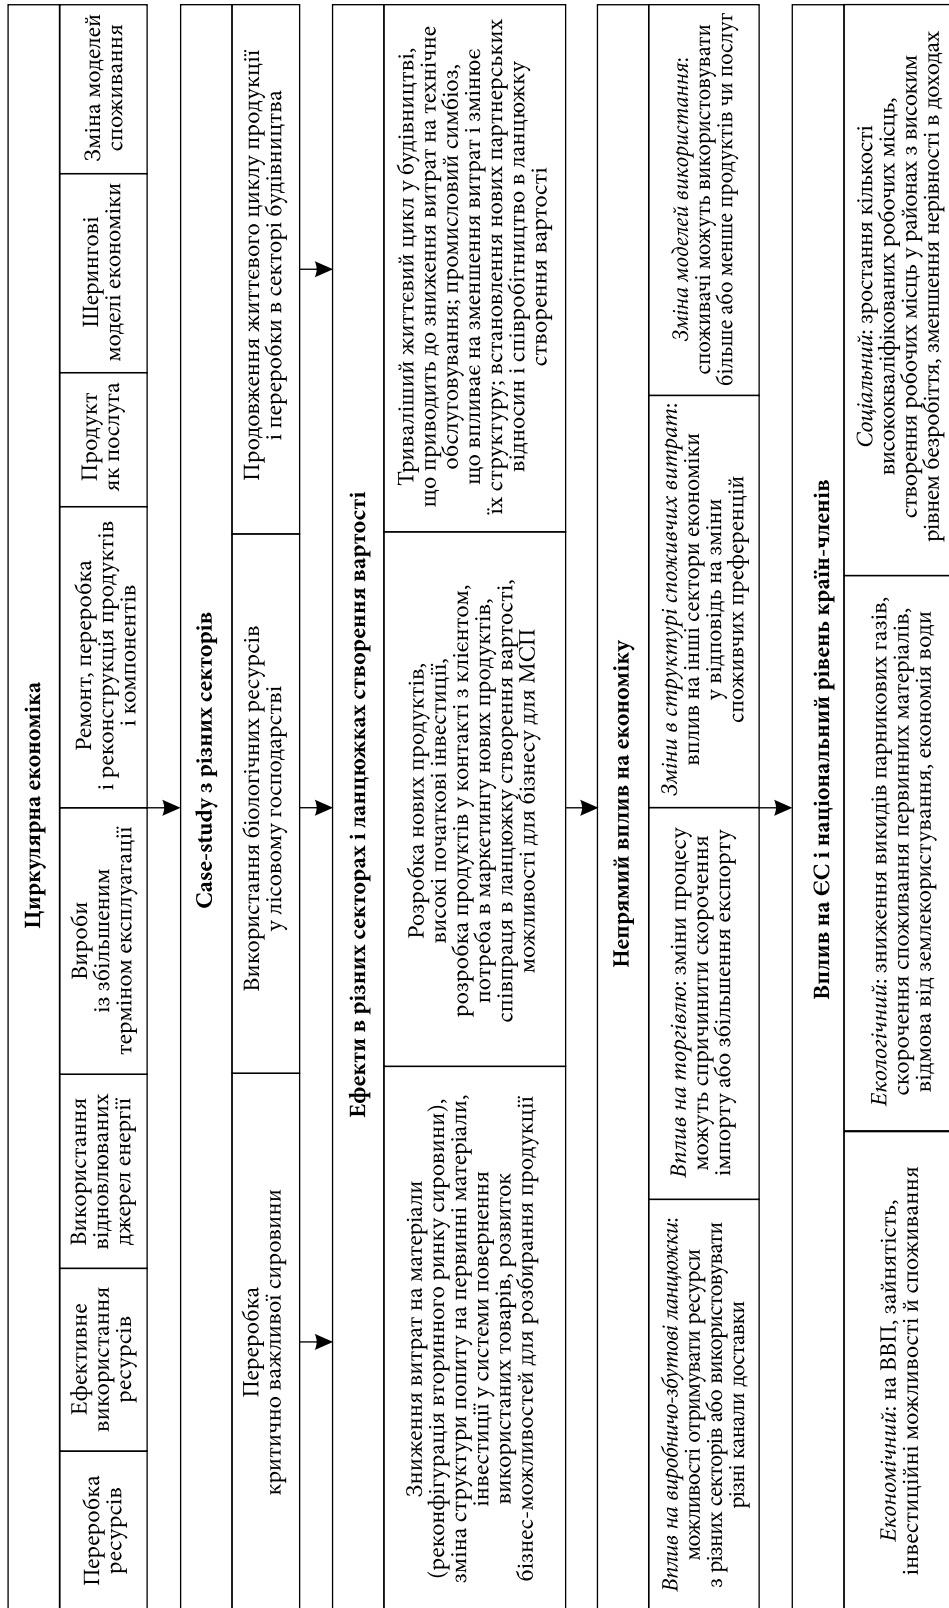 Циркулярна економіка
Переробка
ресурсів
Ефективне
використання
ресурсів
Використання
відновлюваних
джерел енергії
Вироби
із збільшеним
терміном експлуатації
Ремонт, переробка
і реконструкція продуктів
і компонентів
Продукт
як послуга
Шерингові
моделі економіки
Зміна моделей
споживання
Case-study з різних секторів
Переробка
критично важливої сировини
Використання біологічних ресурсів
у лісовому господарстві
Продовження життєвого циклу продукції
і переробки в секторі будівництва
Ефекти в різних секторах і ланцюжках створення вартості
Зниження витрат на матеріали
(реконфігурація вторинного ринку сировини),
зміна структури попиту на первинні матеріали,
інвестиції у системи повернення
використаних товарів, розвиток
бізнес-можливостей для розбирання продукції
Розробка нових продуктів,
високі початкові інвестиції,
розробка продуктів у контакті з клієнтом,
потреба в маркетингу нових продуктів,
співпраця в ланцюжку створення вартості,
можливості для бізнесу для МСП
Триваліший життєвий цикл у будівництві,
що приводить до зниження витрат на технічне
обслуговування; промисловий симбіоз,
що впливає на зменшення витрат і змінює
їх структуру; встановлення нових партнерських
відносин і співробітництво в ланцюжку
створення вартості
Непрямий вплив на економіку
Вплив на виробничо-збутові ланцюжки:
можливості отримувати ресурси
з різних секторів або використовувати
різні канали доставки
Вплив на торгівлю: зміни процесу
можуть спричинити скорочення
імпорту або збільшення експорту
Зміни в структурі споживчих витрат:
вплив на інші сектори економіки
у відповідь на зміни
споживчих преференцій
Зміна моделей використання:
споживачі можуть використовувати
більше або менше продуктів чи послуг
Вплив на ЄС і національний рівень країн-членів
Економічний: на ВВП, зайнятість,
інвестиційні можливості й споживання
Екологічний: зниження викидів парникових газів,
скорочення споживання первинних матеріалів,
відмова від землекористування, економія води
Соціальний: зростання кількості
висококваліфікованих робочих місць,
створення робочих місць у районах з високим
рівнем безробіття, зменшення нерівності в доходах